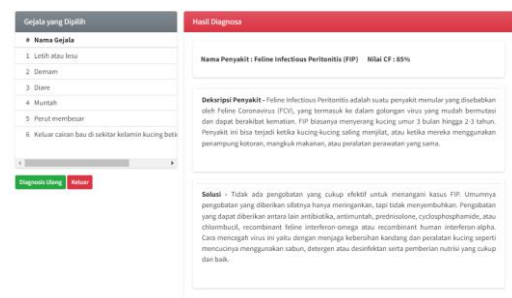 Gejala yang Dipilih
# Nama Gejala
1 Letih atau lesu
2 Demam
3 Diare
4 Muntah
5 Perut membesar
6 Keluar cairan bau di sekitar kelamin kucing beti
Diagnosis Ulang Keluar
Hasil Diagnosa
Nama Penyakit : Feline Infectious Peritonitis (FIP) Nilai CF : 85%
Deksripsi Penyakit - Feline Infectious Peritonitis adalah suatu penyakit menular yang disebabkan
oleh Feline Coronavirus (FCV), yang termasuk ke dalam golongan virus yang mudah bermutasi
dan dapat berakibat kematian. FIP biasanya menyerang kucing umur 3 bulan hingga 2-3 tahun.
Penyakit ini bisa terjadi ketika kucing-kucing saling menjilat, atau ketika mereka menggunakan
penampung kotoran, mangkuk makanan, atau peralatan perawatan yang sama.
Solusi - Tidak ada pengobatan yang cukup efektif untuk menangani kasus FIP. Umumnya
pengobatan yang diberikan sifatnya hanya meringankan, tapi tidak menyembuhkan. Pengobatan
yang dapat diberikan antara lain antibiotika, antimuntah, prednisolone, cyclosphosphamide, atau
chlormbucil, recombinant feline interferon-omega atau recombinant human interferon-alpha.
Cara mencegah virus ini yaitu dengan menjaga kebersihan kandang dan peralatan kucing seperti
mencucinya menggunakan sabun, detergen atau desinfektan serta pemberian nutrisi yang cukup
dan baik.